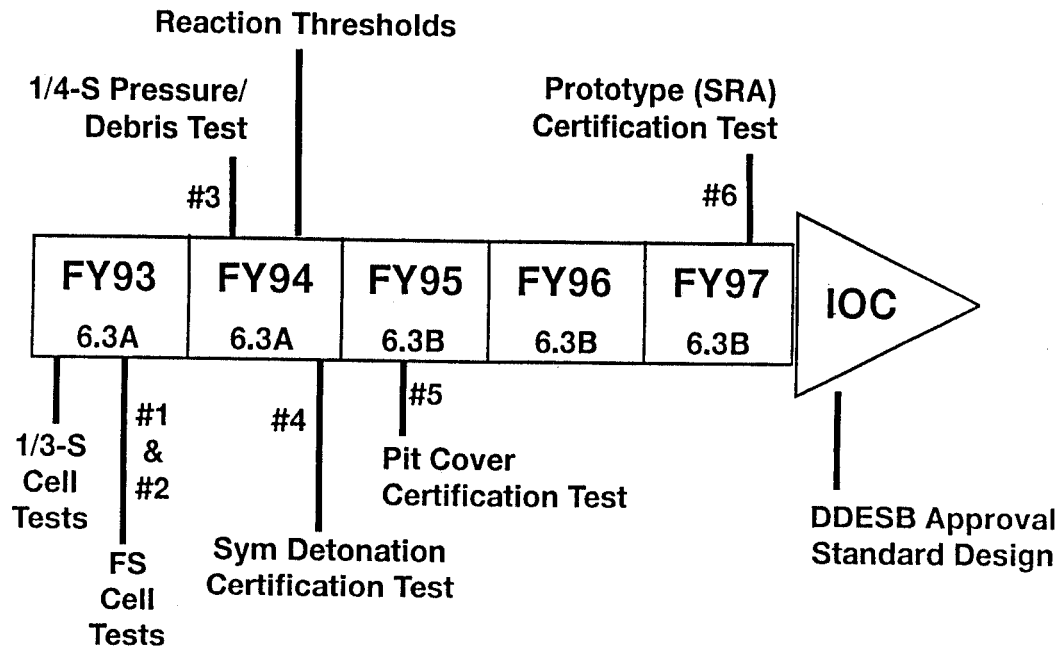 Reaction Thresholds
1/4-S Pressure/
Debris Test
Prototype (SRA)
Certification Test
#3
#6
FY93
FY94
FY95
FY96
FY97
IOC
6.3A
6.3A
6.3B
6.3B
6.3B
1/3-S
Cell
Tests
#1
&
#2
FS
Cell
Tests
#4
Sym Detonation
Certification Test
#5
Pit Cover
Certification Test
DDESB Approval
Standard Design